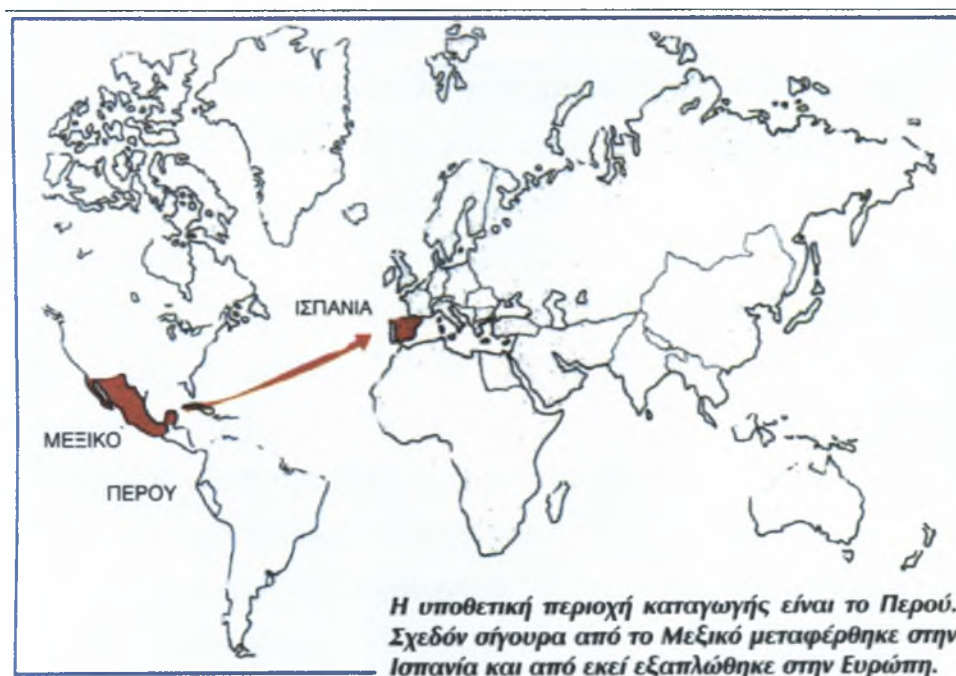 ΙΣΠΑΝΙΑ
ΜΕΞΙΚΟ
ΠΕΡΟΥ
Η υποθετική περιοχή καταγωγής είναι το Περού.
Σχεδόν σίγουρα από το Μεξικό μεταφέρθηκε στην
Ισπανία και από εκεί εξαπλώθηκε στην Ευρώπη.